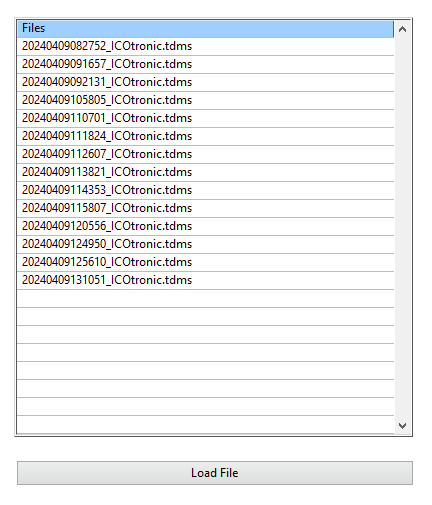 Files
20240409082752_ICOtronic.tdms
20240409091657_ICOtronic.tdms
20240409092131_ICOtronic.tdms
20240409105805_ICOtronic.tdms
20240409110701_ICOtronic.tdms
20240409111824_ICOtronic.tdms
20240409112607_ICOtronic.tdms
20240409113821_ICOtronic.tdms
20240409114353_ICOtronic.tdms
20240409115807_ICOtronic.tdms
20240409120556_ICOtronic.tdms
20240409124950_ICOtronic.tdms
20240409125610_ICOtronic.tdms
20240409131051_ICOtronic.tdms
Load File